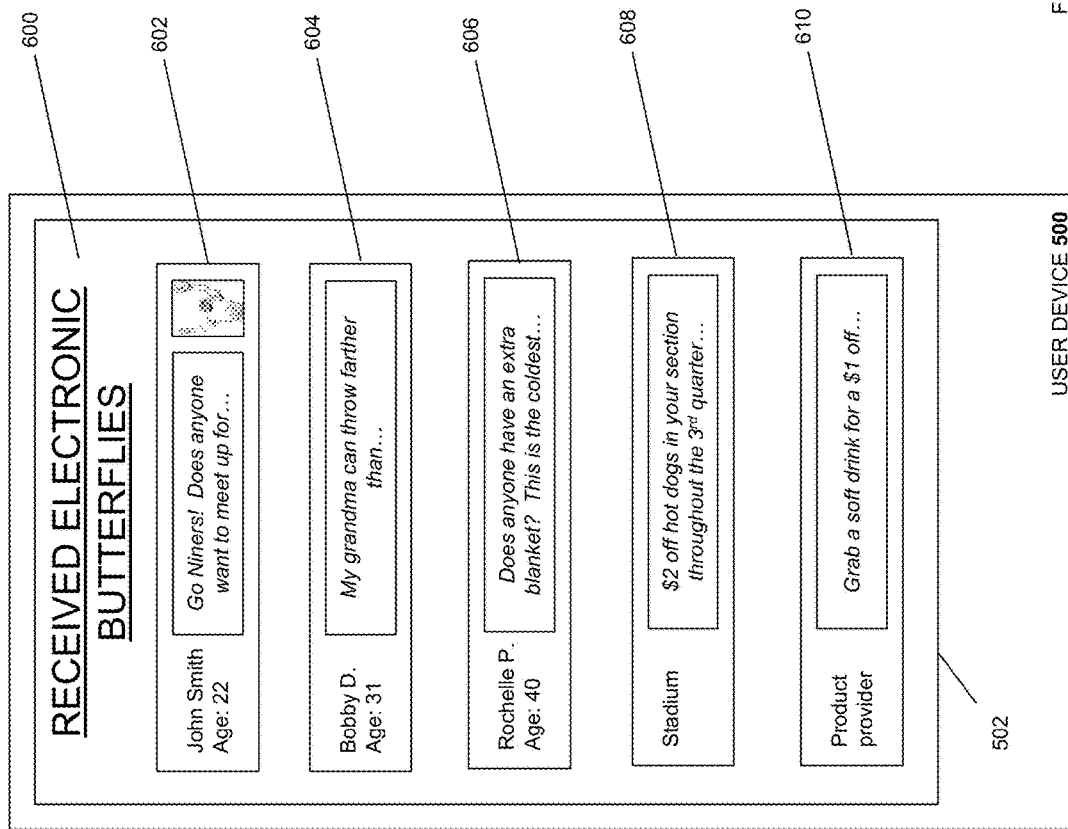 RECEIVED ELECTRONIC
BUTTERFLIES
600
John Smith
Age: 22
Go Niners! Does anyone
want to meet up for…
602
Bobby D.
Age: 31
My grandma can throw farther
than…
604
Rochelle P.
Age: 40
Does anyone have an extra
blanket? This is the coldest…
606
Stadium
$2 off hot dogs in your section
throughout the 3rd quarter…
608
Product
provider
Grab a soft drink for a $1 off…
610
502
USER DEVICE 500
F